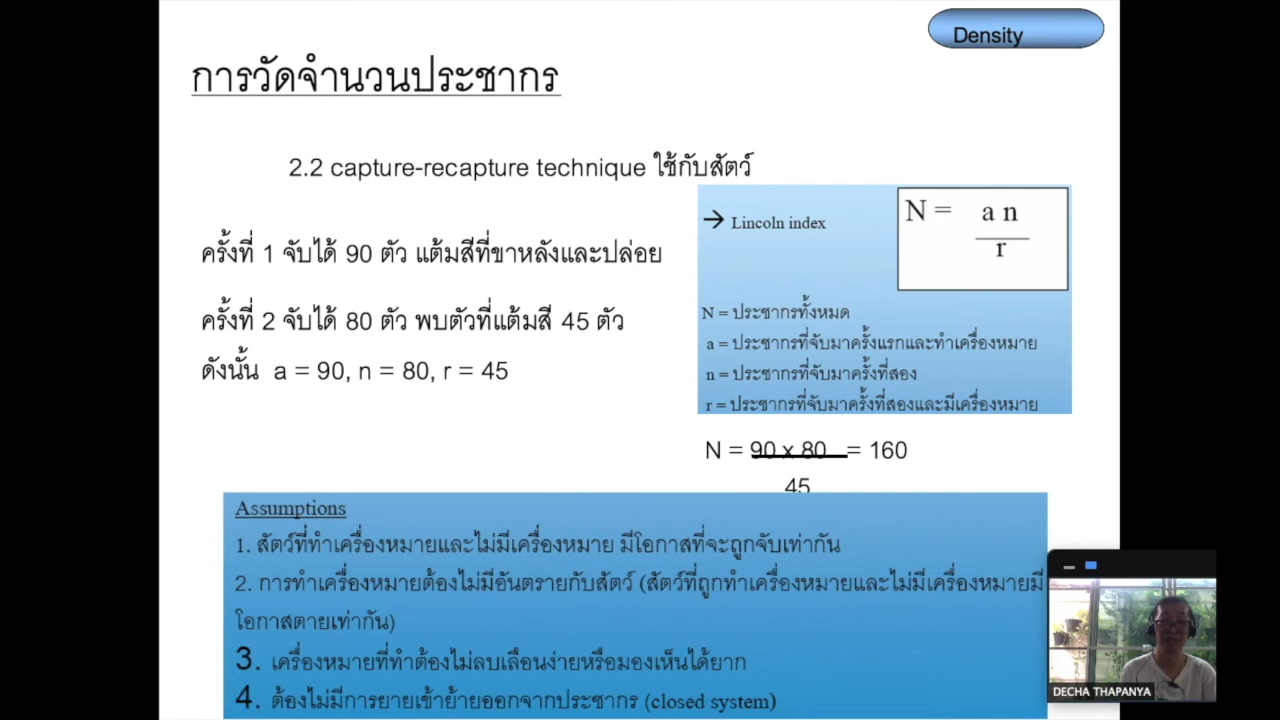 Density
การวัดจำนวนประชากร
2.2 capture-recapture technique ใช้กับสัตว์
→ Lincoln index
N = a n
r
ครั้งที่ 1 จับได้ 90 ตัว แต้มสีที่ขาหลังและปล่อย
ครั้งที่ 2 จับได้ 80 ตัว พบตัวที่แต้มสี 45 ตัว
ดังนั้น a = 90, n = 80, r = 45
N = ประชากรทั้งหมด
a = ประชากรที่จับมาครั้งแรกและทำเครื่องหมาย
n = ประชากรที่จับมาครั้งที่สอง
r = ประชากรที่จับมาครั้งที่สองและมีเครื่องหมาย
N = 90 x 80 = 160
45
Assumptions
1. สัตว์ที่ทำเครื่องหมายและไม่มีเครื่องหมาย มีโอกาสที่จะถูกจับเท่ากัน
2. การทำเครื่องหมายต้องไม่มีอันตรายกับสัตว์ (สัตว์ที่ถูกทำเครื่องหมายและไม่มีเครื่องหมายมี
โอกาสตายเท่ากัน)
3. เครื่องหมายที่ทำต้องไม่ลบเลือนง่ายหรือมองเห็นได้ยาก
4. ต้องไม่มีการยายเข้าย้ายออกจากประชากร (closed system)
DECHA THAPANYA